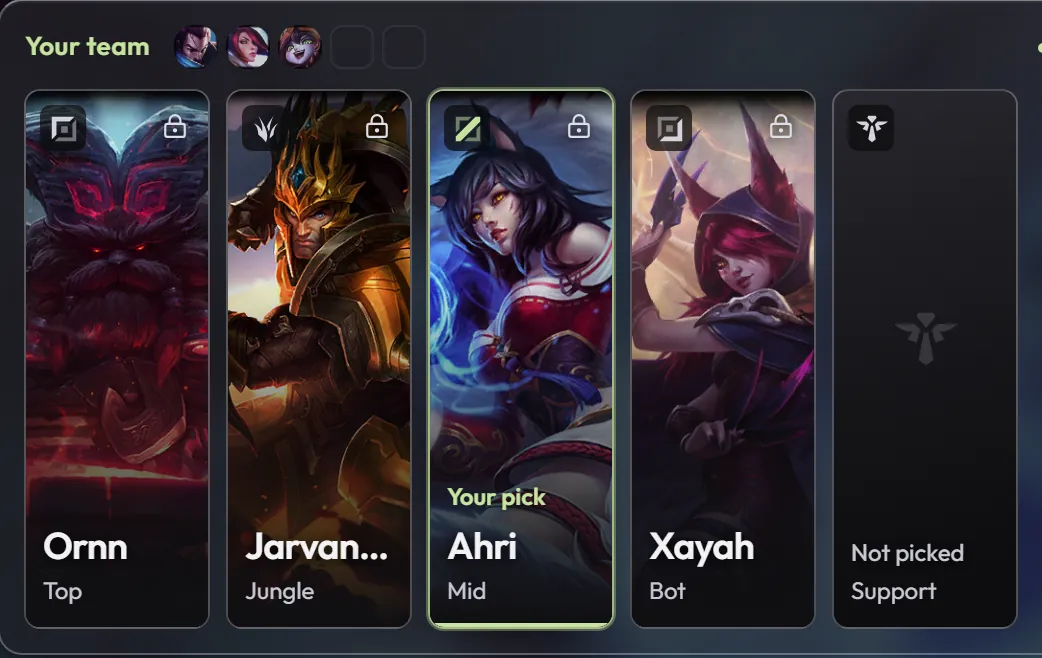 Your team
Ornn
Top
Jarvan...
Jungle
Your pick
Ahri
Mid
Xayah
Bot
Not picked
Support